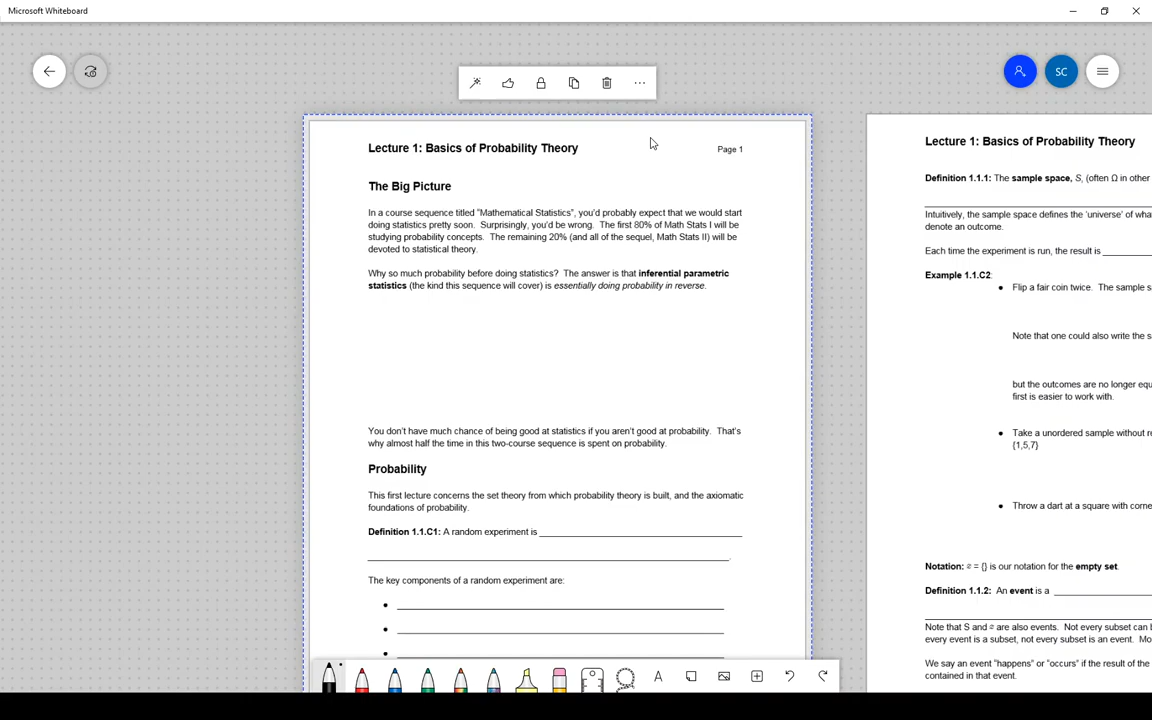 Microsoft Whiteboard
SC
Lecture 1: Basics of Probability Theory
Page 1
The Big Picture
In a course sequence titled "Mathematical Statistics", you'd probably expect that we would start
doing statistics pretty soon. Surprisingly, you'd be wrong. The first 80% of Math Stats I will be
studying probability concepts. The remaining 20% (and all of the sequel, Math Stats II) will be
devoted to statistical theory.
Why so much probability before doing statistics? The answer is that inferential parametric
statistics (the kind this sequence will cover) is essentially doing probability in reverse.
You don't have much chance of being good at statistics if you aren't good at probability. That's
why almost half the time in this two-course sequence is spent on probability.
Probability
This first lecture concerns the set theory from which probability theory is built, and the axiomatic
foundations of probability.
Definition 1.1.C1: A random experiment is
The key components of a random experiment are:
Lecture 1: Basics of Probability Theory
Definition 1.1.1: The sample space, S, (often Ω in other
Intuitively, the sample space defines the 'universe' of
denote an outcome.
Each time the experiment is run, the result is
Example 1.1.C2:
• Flip a fair coin twice. The sample
Note that one could also write the
but the outcomes are no longer
first is easier to work with.
• Take a unordered sample without
{1,5,7}
• Throw a dart at a square with
Notation: ∅ = {} is our notation for the empty set.
Definition 1.1.2: An event is a
Note that S and ∅ are also events. Not every subset can
every event is a subset, not every subset is an event.
We say an event "happens" or "occurs" if the result of the
contained in that event.
A